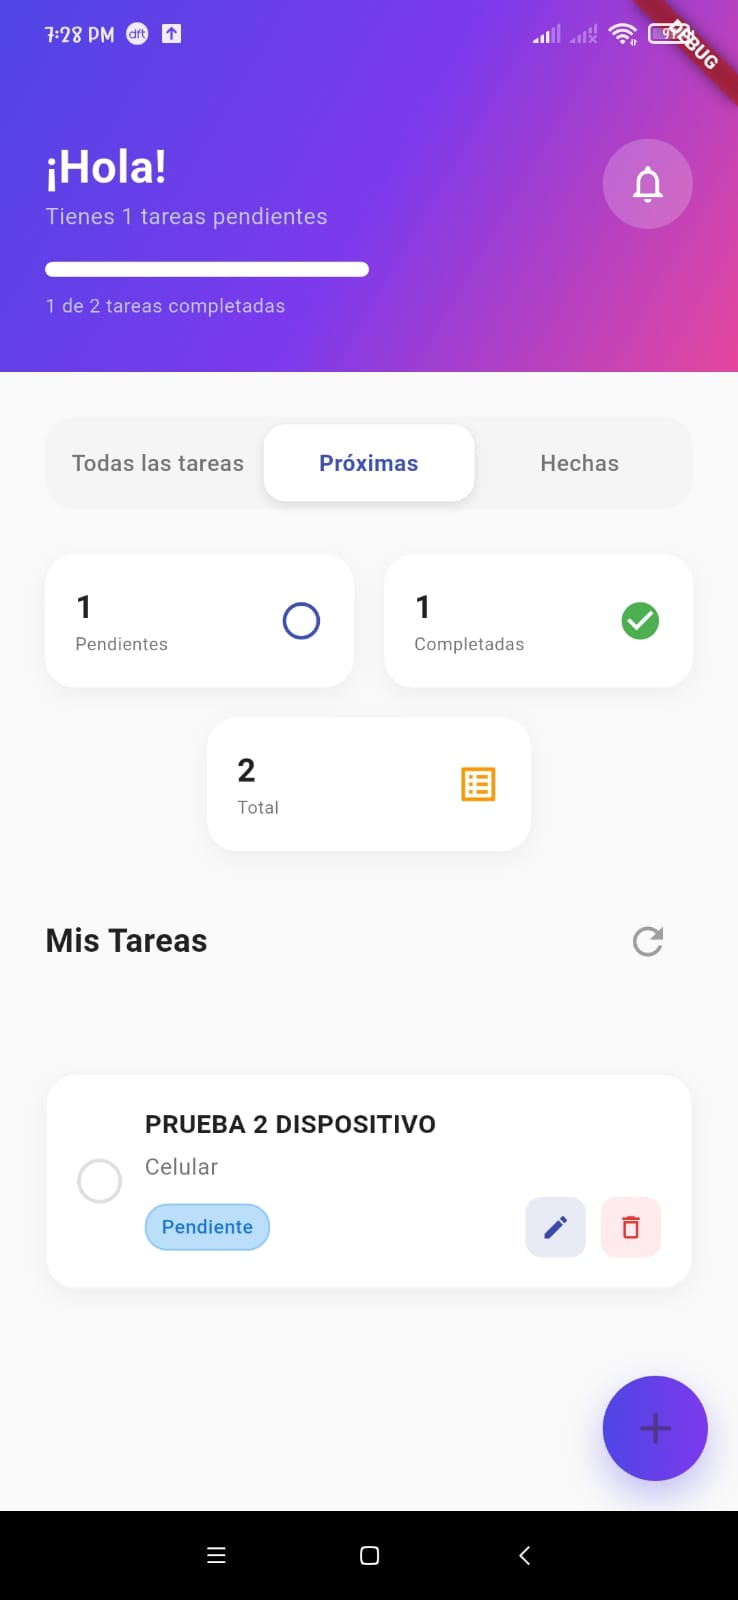 7:28 PM dft
DEBUG
¡Hola!
Tienes 1 tareas pendientes
1 de 2 tareas completadas
Todas las tareas Próximas Hechas
1
Pendientes
1
Completadas
2
Total
Mis Tareas
PRUEBA 2 DISPOSITIVO
Celular
Pendiente